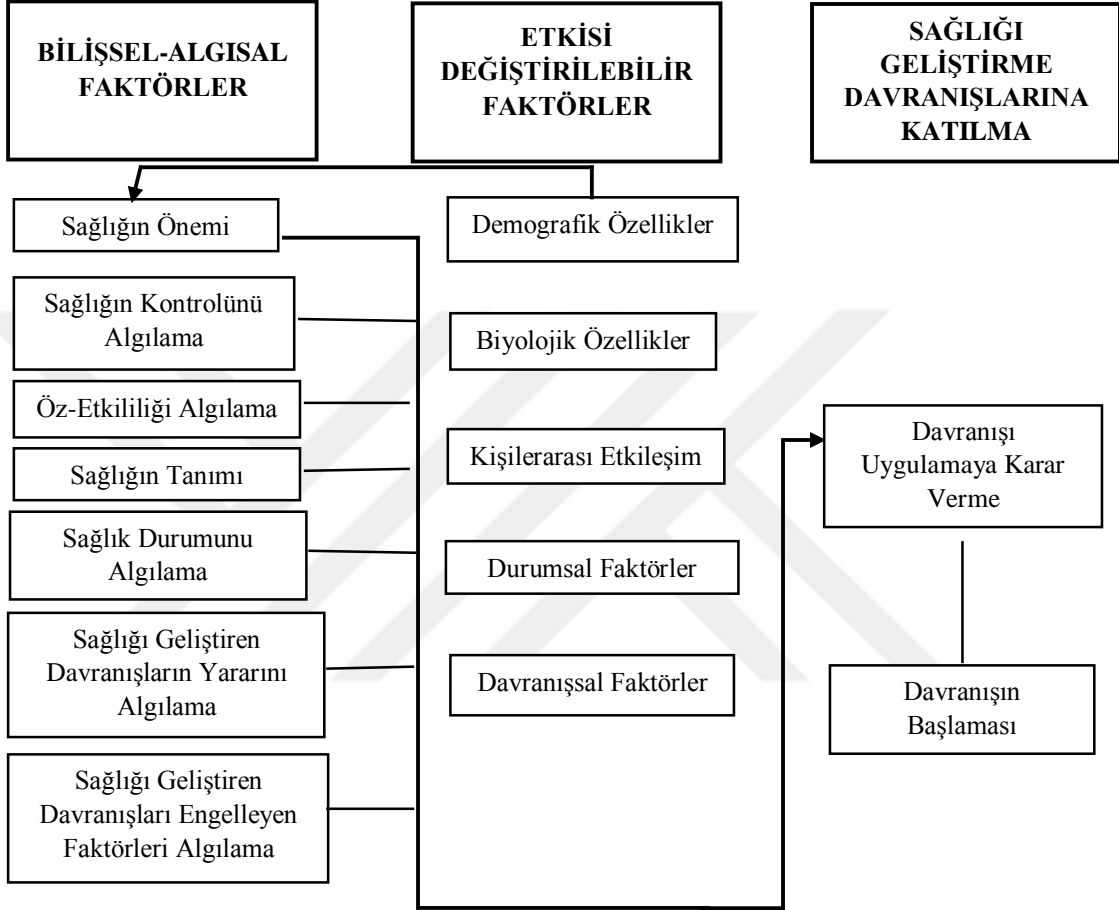 BİLİŞSEL-ALGISAL
FAKTÖRLER
ETKİSİ
DEĞİŞTİRİLEBİLİR
FAKTÖRLER
SAĞLIĞI
GELİŞTİRME
DAVRANIŞLARINA
KATILMA
Sağlığın Önemi
Sağlığın Kontrolünü
Algılama
Öz-Etkililiği Algılama
Sağlığın Tanımı
Sağlık Durumunu
Algılama
Sağlığı Geliştiren
Davranışların Yararını
Algılama
Sağlığı Geliştiren
Davranışları Engelleyen
Faktörleri Algılama
Demografik Özellikler
Biyolojik Özellikler
Kişilerarası Etkileşim
Durumsal Faktörler
Davranışsal Faktörler
Davranışı
Uygulamaya Karar
Verme
Davranışın
Başlaması